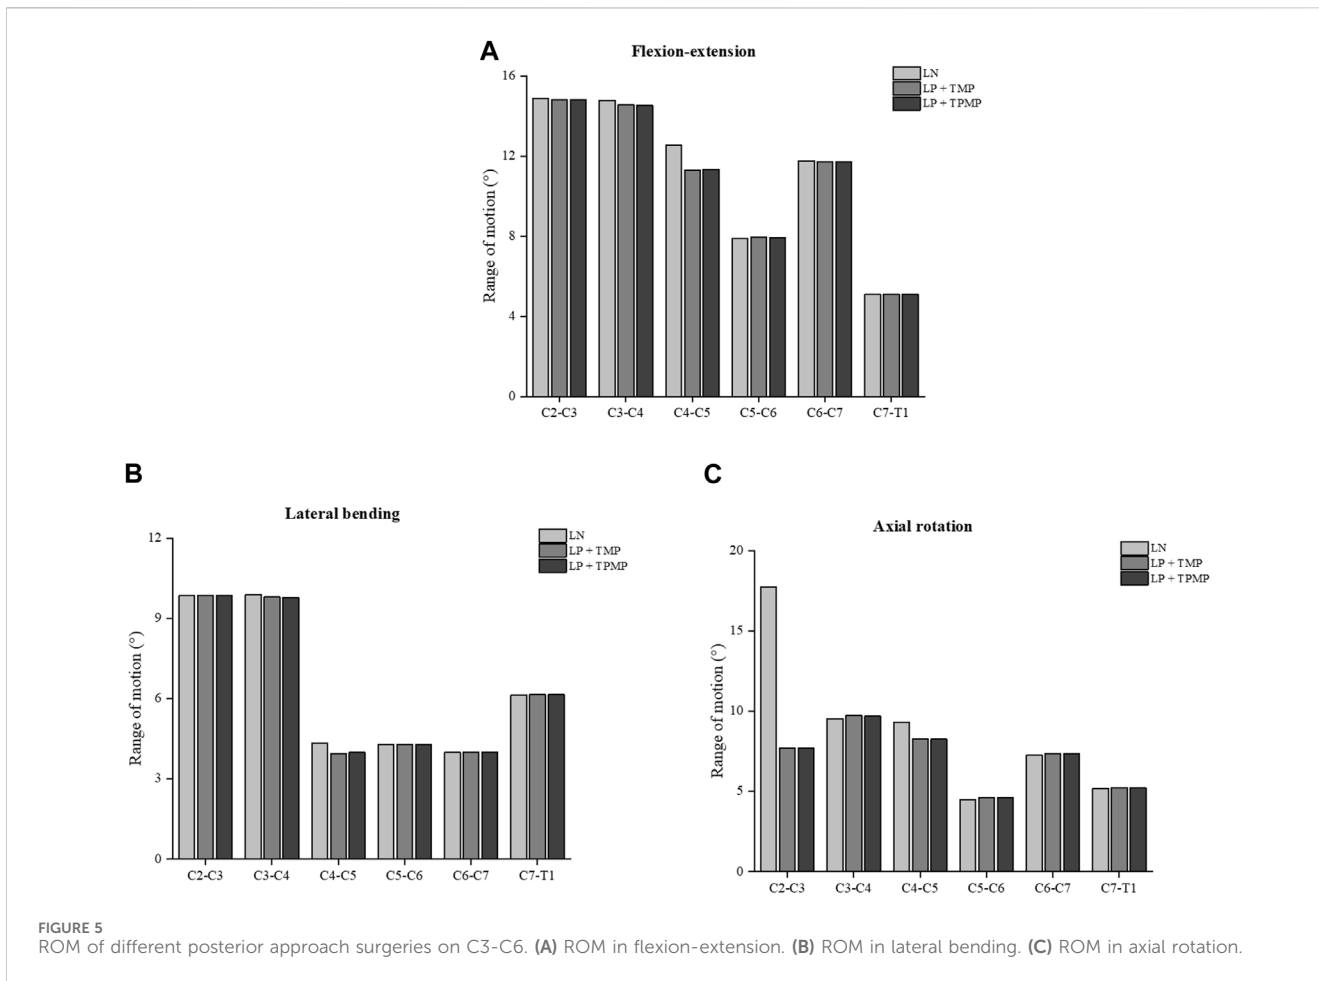 A
Flexion-extension
LN
LP + TMP
LP + TPMP
Range of motion (°)
16
12
8
4
0
C2-C3 C3-C4 C4-C5 C5-C6 C6-C7 C7-T1
B
Lateral bending
LN
LP + TMP
LP + TPMP
Range of motion (°)
12
9
6
3
0
C2-C3 C3-C4 C4-C5 C5-C6 C6-C7 C7-T1
C
Axial rotation
LN
LP + TMP
LP + TPMP
Range of motion (°)
20
15
10
5
0
C2-C3 C3-C4 C4-C5 C5-C6 C6-C7 C7-T1
FIGURE 5
ROM of different posterior approach surgeries on C3-C6. (A) ROM in flexion-extension. (B) ROM in lateral bending. (C) ROM in axial rotation.